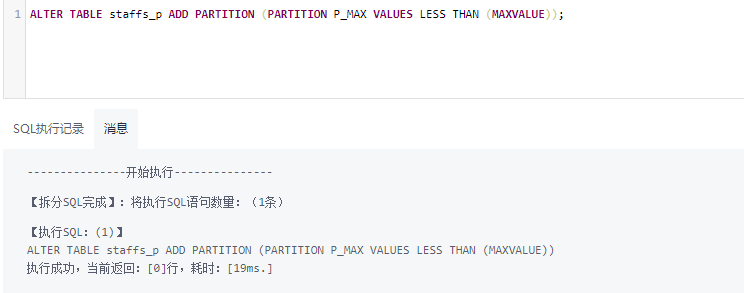 1 ALTER TABLE staffs_p ADD PARTITION (PARTITION P_MAX VALUES LESS THAN (MAXVALUE));
SQL执行记录 消息
---------------开始执行---------------
【拆分SQL完成】：将执行SQL语句数量：（1条）
【执行SQL：(1)】
ALTER TABLE staffs_p ADD PARTITION (PARTITION P_MAX VALUES LESS THAN (MAXVALUE))
执行成功，当前返回：[0]行，耗时：[19ms.]